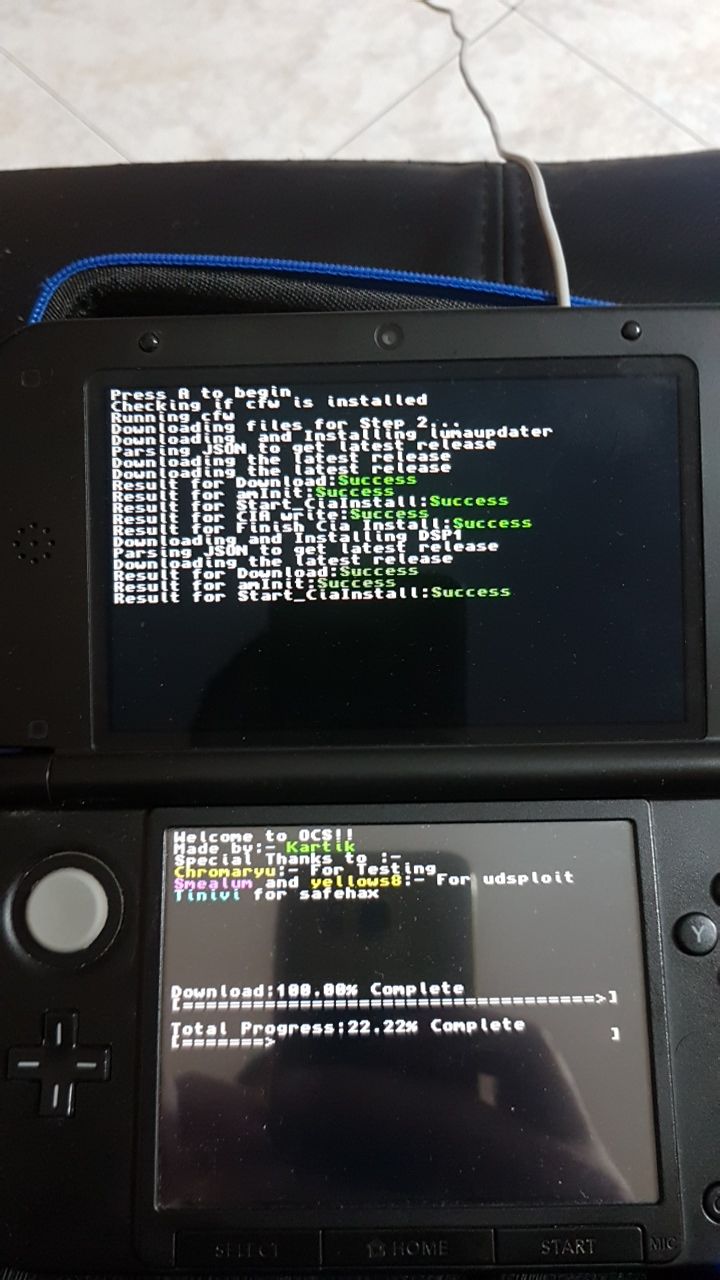 Press A to begin
Checking if cfw is installed
Running cfw
Downloading files for Step 2...
Downloading  and Installing lumaupdater
Parsing JSON to get latest release
Downloading the latest release
Downloading the latest release
Result for Download:Success
Result for amInit:Success
Result for Start_CiaInstall:Success
Result for CIA write:Success
Result for Finish Cia Install:Success
Downloading and Installing DSP1
Parsing JSON to get latest release
Downloading the latest release
Result for Download:Success
Result for amInit:Success
Result for Start_CiaInstall:Success
Welcome to OCS!!
Made by:- Kartik
Special Thanks to :-
Chromaryu:- For Testing
Smealum and yellows8:- For udsploit
Tinivi for safehax
Download:100.00% Complete
[===================================>]
Total Progress:22.22% Complete
[=======> ]
Y
SELECT
HOME
START
MIC